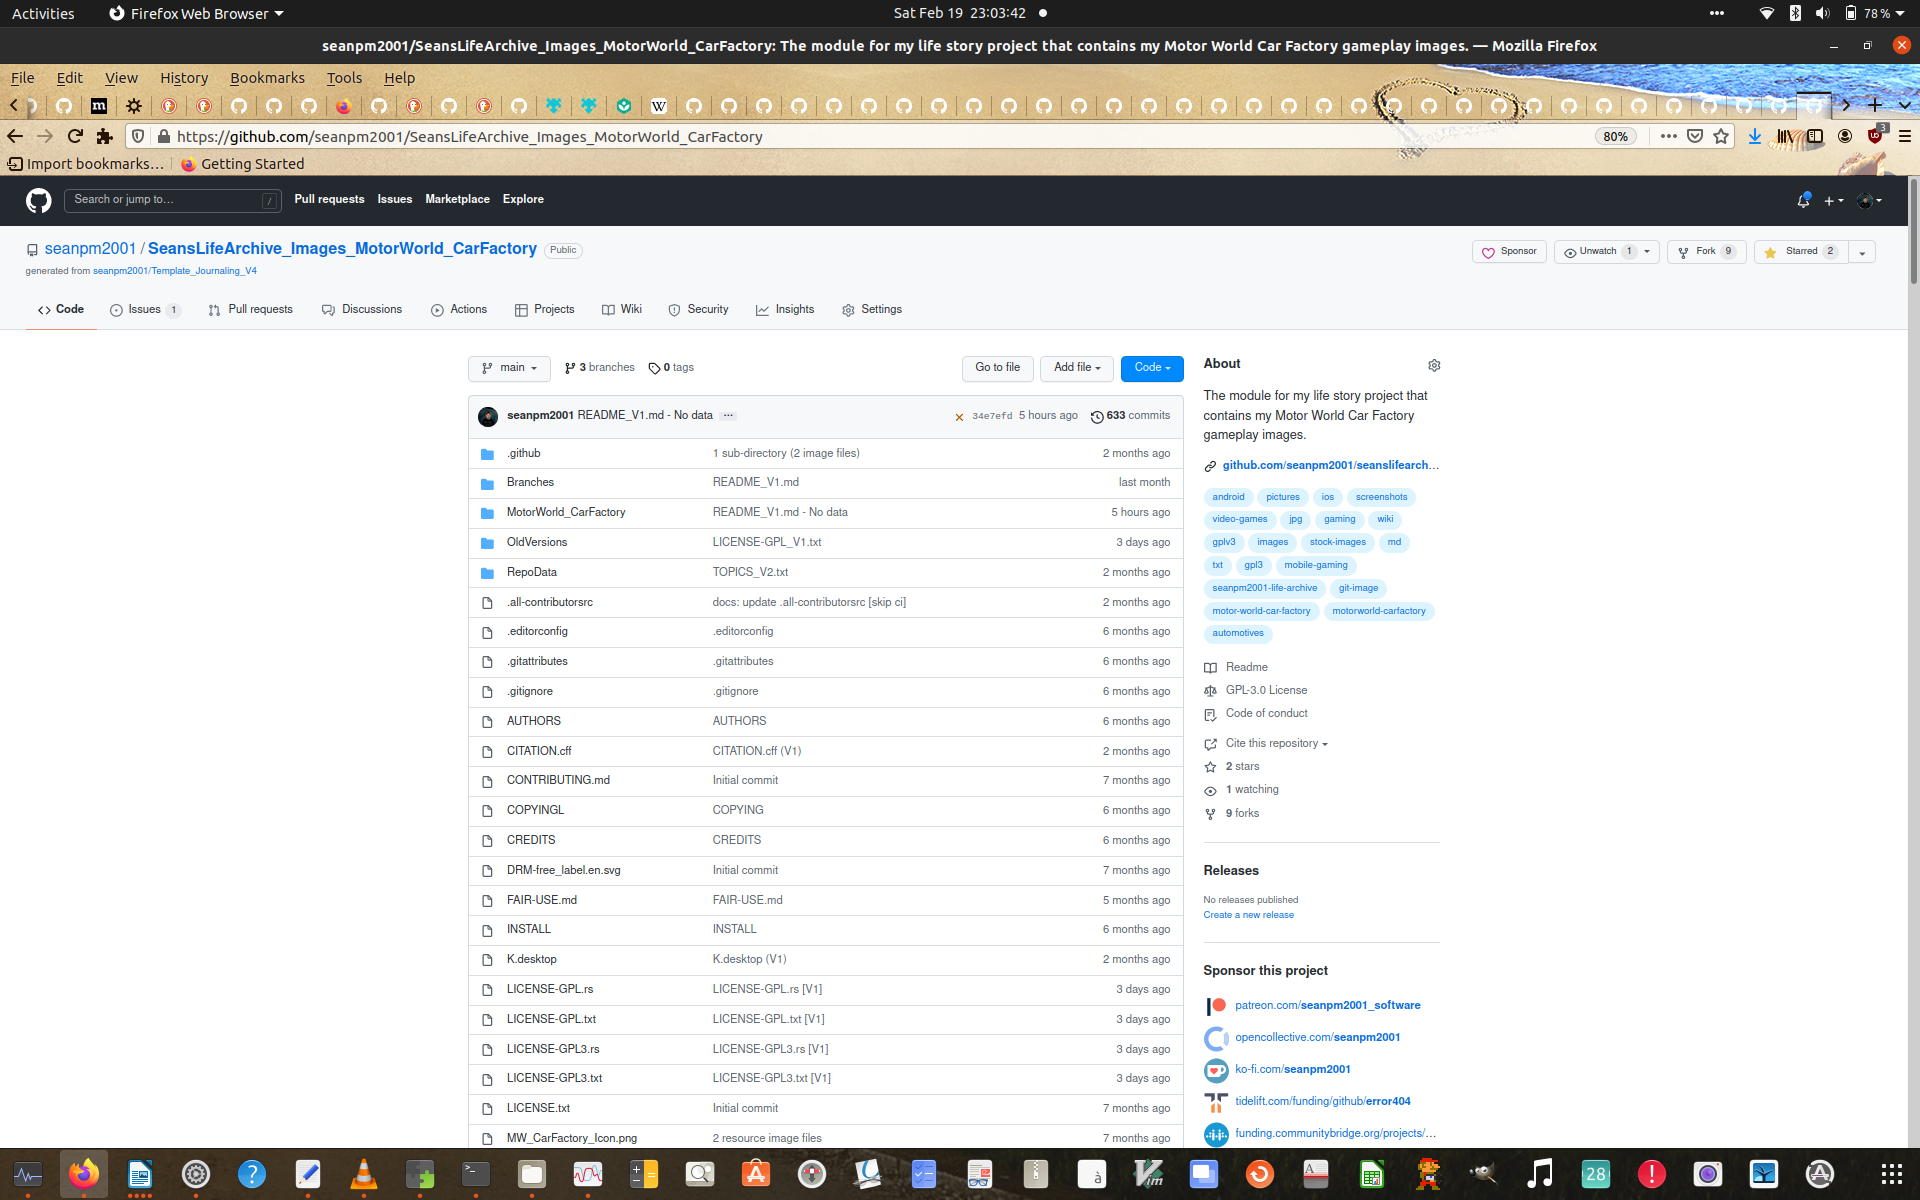 Activities Firefox Web Browser Sat Feb 19 23:03:42 78 %
seanpm2001/SeansLifeArchive_Images_MotorWorld_CarFactory: The module for my life story project that contains my Motor World Car Factory gameplay images. — Mozilla Firefox
File Edit View History Bookmarks Tools Help
https://github.com/seanpm2001/SeansLifeArchive_Images_MotorWorld_CarFactory 80% 3
Import bookmarks… Getting Started
Search or jump to… / Pull requests Issues Marketplace Explore
seanpm2001 / SeansLifeArchive_Images_MotorWorld_CarFactory Public Sponsor Unwatch 1 Fork 9 Starred 2
generated from seanpm2001/Template_Journaling_V4
Code Issues 1 Pull requests Discussions Actions Projects Wiki Security Insights Settings
main 3 branches 0 tags Go to file Add file Code
seanpm2001 README_V1.md - No data ... 34e7efd 5 hours ago 633 commits
.github 1 sub-directory (2 image files) 2 months ago
Branches README_V1.md last month
MotorWorld_CarFactory README_V1.md - No data 5 hours ago
OldVersions LICENSE-GPL_V1.txt 3 days ago
RepoData TOPICS_V2.txt 2 months ago
.all-contributorsrc docs: update .all-contributorsrc [skip ci] 2 months ago
.editorconfig .editorconfig 6 months ago
.gitattributes .gitattributes 6 months ago
.gitignore .gitignore 6 months ago
AUTHORS AUTHORS 6 months ago
CITATION.cff CITATION.cff (V1) 2 months ago
CONTRIBUTING.md Initial commit 7 months ago
COPYINGL COPYING 6 months ago
CREDITS CREDITS 6 months ago
DRM-free_label.en.svg Initial commit 7 months ago
FAIR-USE.md FAIR-USE.md 5 months ago
INSTALL INSTALL 6 months ago
K.desktop K.desktop (V1) 2 months ago
LICENSE-GPL.rs LICENSE-GPL.rs [V1] 3 days ago
LICENSE-GPL.txt LICENSE-GPL.txt [V1] 3 days ago
LICENSE-GPL3.rs LICENSE-GPL3.rs [V1] 3 days ago
LICENSE-GPL3.txt LICENSE-GPL3.txt [V1] 3 days ago
LICENSE.txt Initial commit 7 months ago
MW_CarFactory_Icon.png 2 resource image files 7 months ago
About
The module for my life story project that
contains my Motor World Car Factory
gameplay images.
github.com/seanpm2001/seanslifearch…
android pictures ios screenshots
video-games jpg gaming wiki
gplv3 images stock-images md
txt gpl3 mobile-gaming
seanpm2001-life-archive git-image
motor-world-car-factory motorworld-carfactory
automotives
Readme
GPL-3.0 License
Code of conduct
Cite this repository
2 stars
1 watching
9 forks
Releases
No releases published
Create a new release
Sponsor this project
patreon.com/seanpm2001_software
opencollective.com/seanpm2001
ko-fi.com/seanpm2001
tidelift.com/funding/github/error404
funding.communitybridge.org/projects/…
28